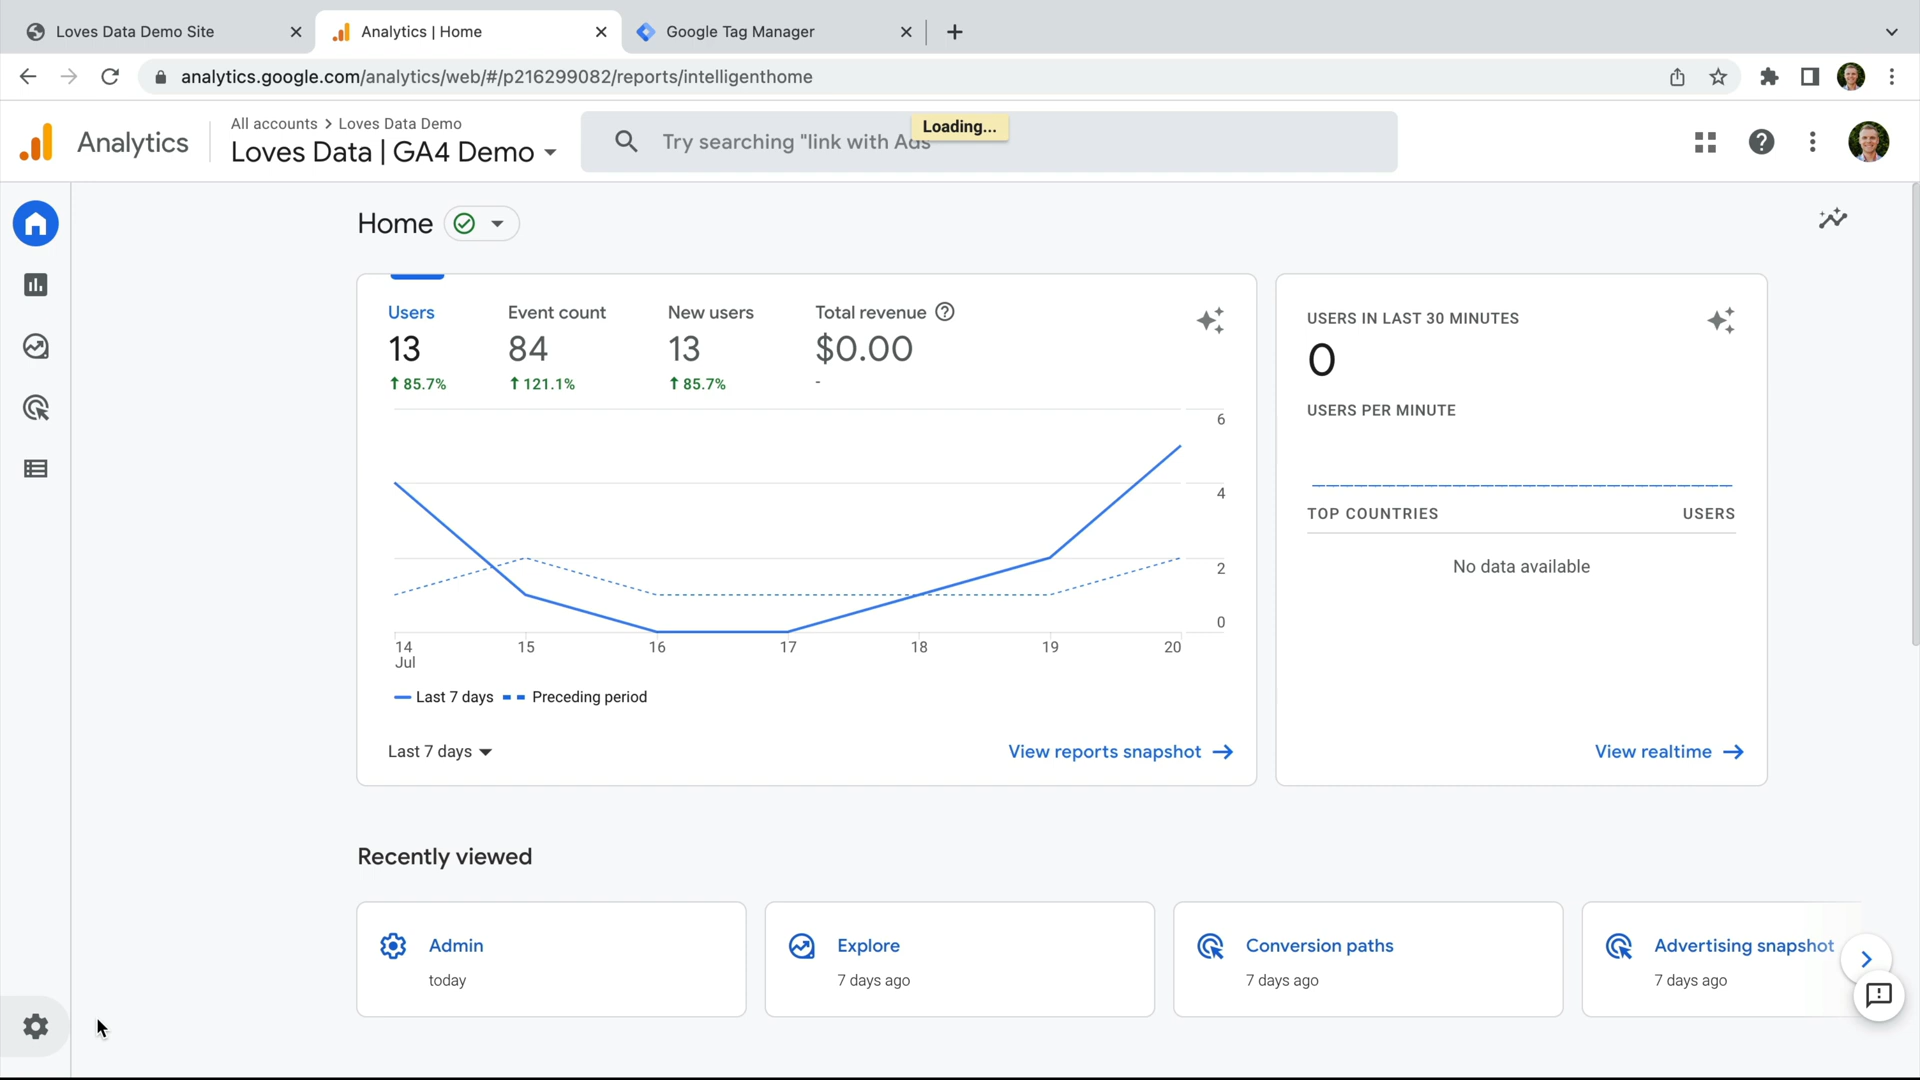 Loves Data Demo Site
Analytics | Home
Google Tag Manager
analytics.google.com/analytics/web/#/p216299082/reports/intelligenthome
Analytics
All accounts > Loves Data Demo
Loves Data | GA4 Demo
Try searching "link with Ads"
Loading...
Home
Users
13
85.7%
Event count
84
121.1%
New users
13
85.7%
Total revenue
$0.00
-
6
4
2
0
14
Jul
15
16
17
18
19
20
Last 7 days
Preceding period
Last 7 days
View reports snapshot
USERS IN LAST 30 MINUTES
0
USERS PER MINUTE
TOP COUNTRIES USERS
No data available
View realtime
Recently viewed
Admin
today
Explore
7 days ago
Conversion paths
7 days ago
Advertising snapshot
7 days ago